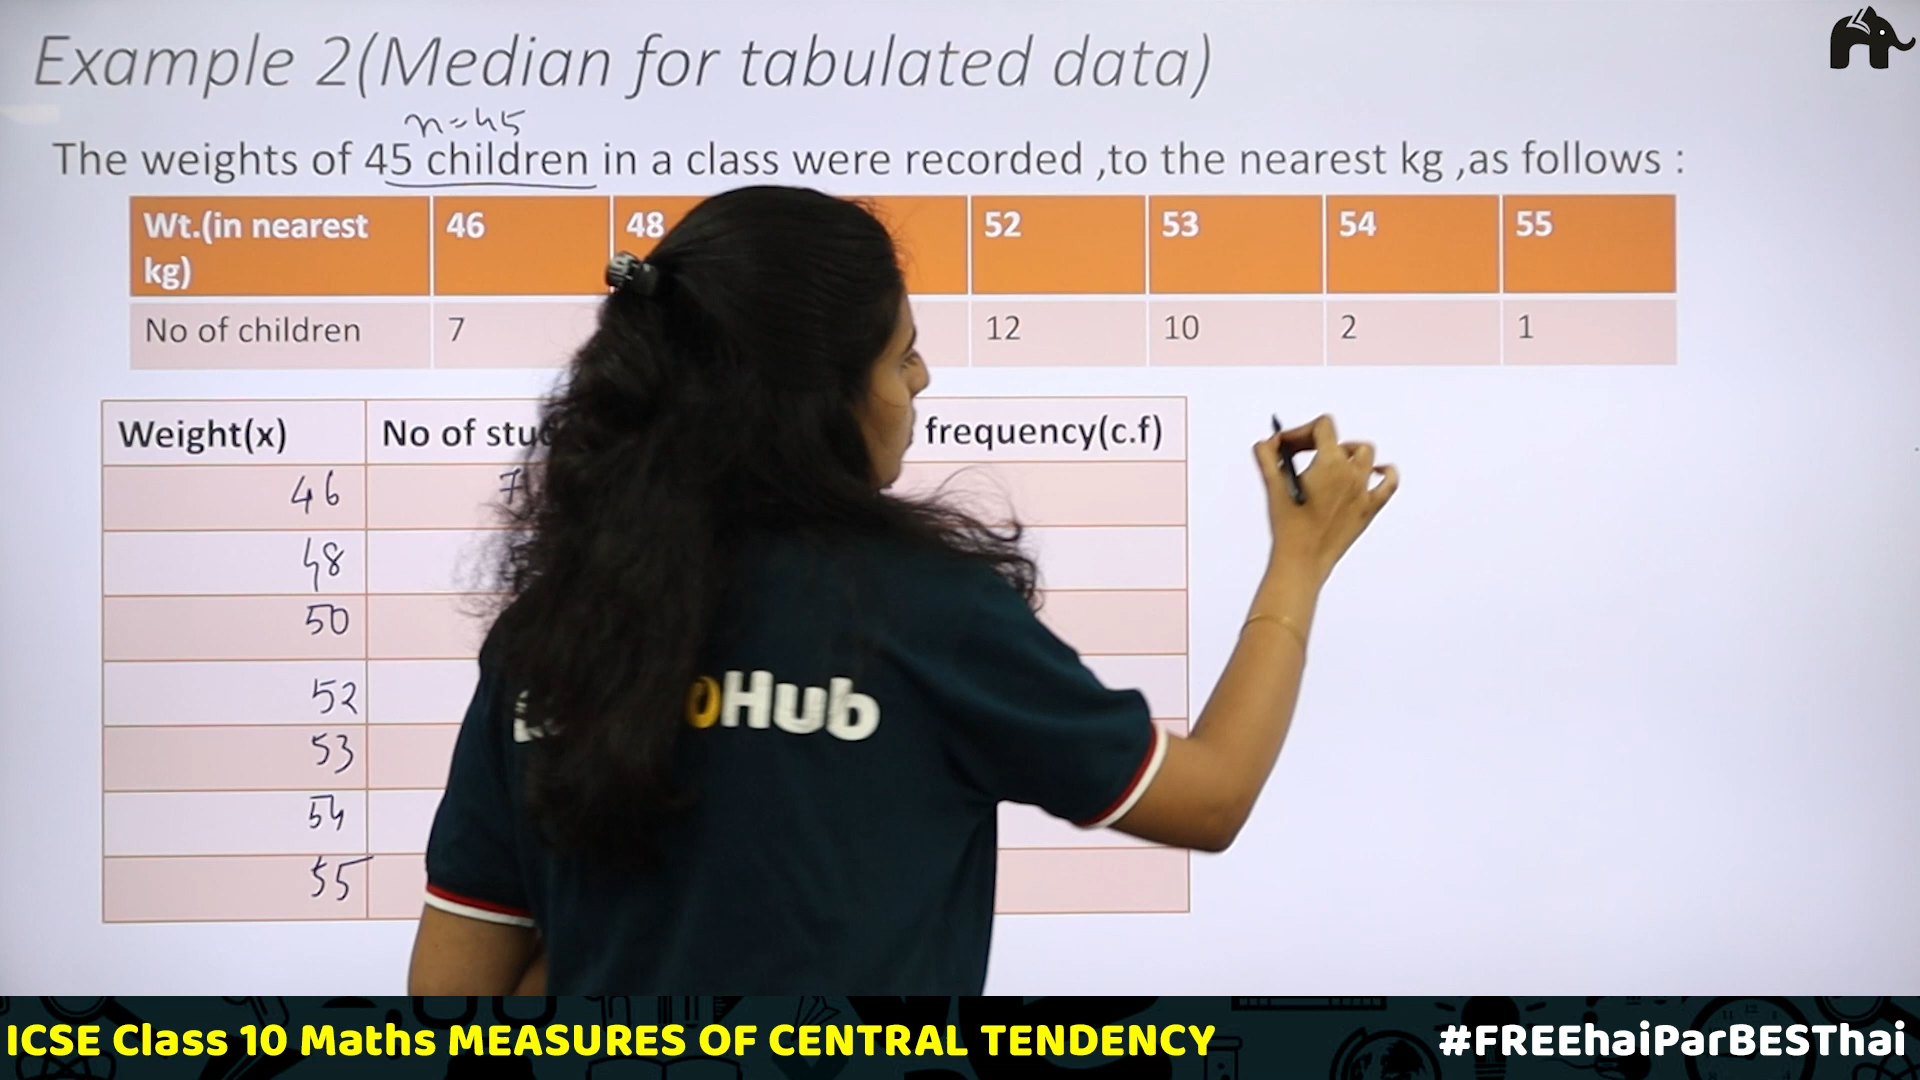 Example 2(Median for tabulated data)
n=45
The weights of 45 children in a class were recorded ,to the nearest kg ,as follows :
Wt.(in nearest kg) 46 48 52 53 54 55
No of children 7 12 10 2 1
Weight(x) No of stud frequency(c.f)
46 7
48
50
52
53
54
55
oHub
ICSE Class 10 Maths MEASURES OF CENTRAL TENDENCY
#FREEhaiParBESThai